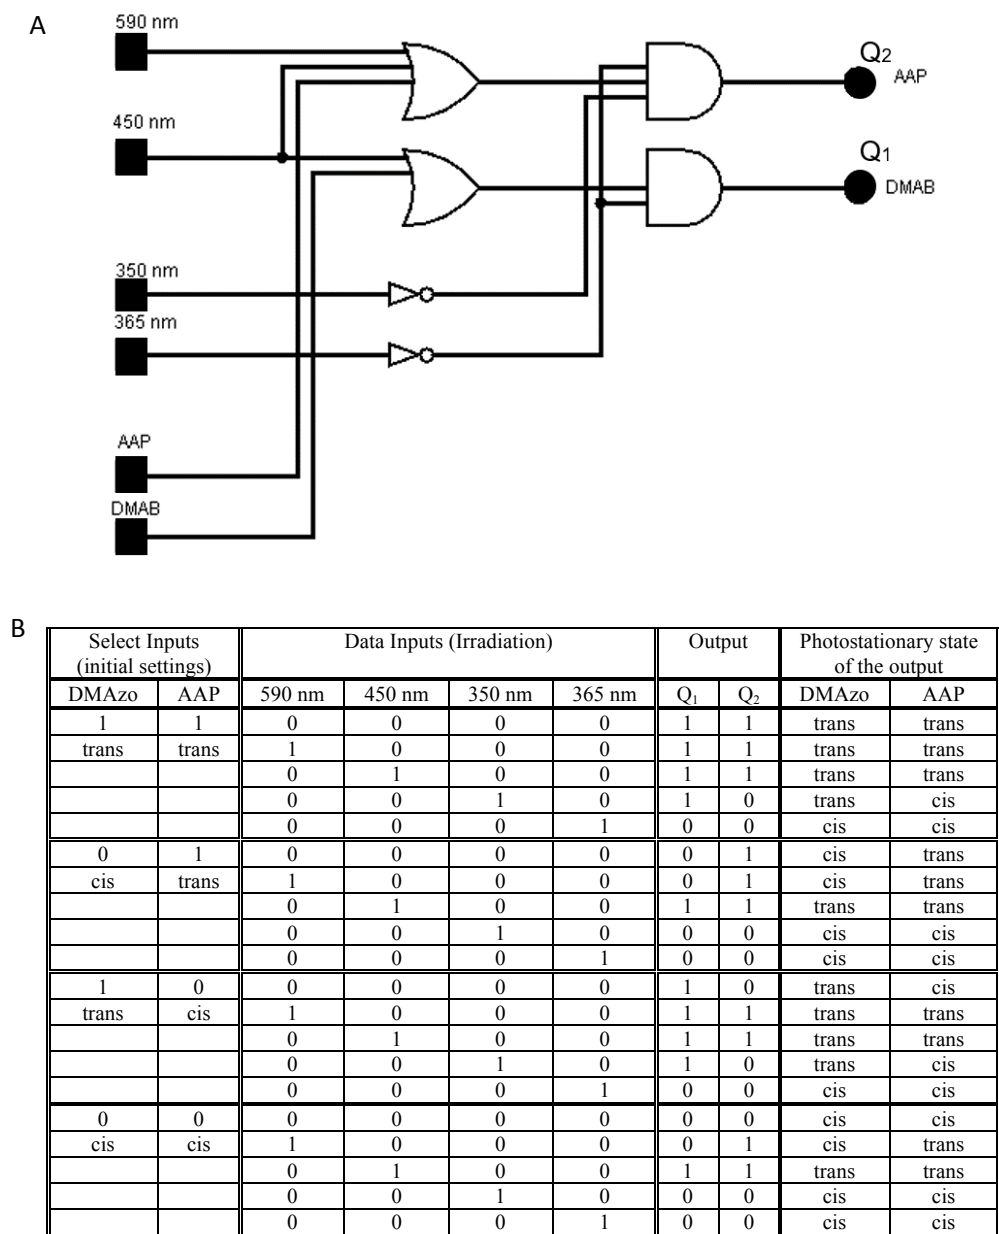 A
590 nm
Q2
AAP
450 nm
Q1
DMAB
350 nm
365 nm
AAP
DMAB
B
Select Inputs (initial settings) Data Inputs (Irradiation) Output Photostationary state of the output
DMAzo AAP 590 nm 450 nm 350 nm 365 nm Q1 Q2 DMAzo AAP
1 1 0 0 0 0 1 1 trans trans
trans trans 1 0 0 0 1 1 trans trans
0 1 0 0 1 1 trans trans
0 0 1 0 1 0 trans cis
0 0 0 1 0 0 cis cis
0 1 0 0 0 0 0 1 cis trans
cis trans 1 0 0 0 0 1 cis trans
0 1 0 0 1 1 trans trans
0 0 1 0 0 0 cis cis
0 0 0 1 0 0 cis cis
1 0 0 0 0 0 1 0 trans cis
trans cis 1 0 0 0 1 1 trans trans
0 1 0 0 1 1 trans trans
0 0 1 0 1 0 trans cis
0 0 0 1 0 0 cis cis
0 0 0 0 0 0 0 0 cis cis
cis cis 1 0 0 0 0 1 cis trans
0 1 0 0 1 1 trans trans
0 0 1 0 0 0 cis cis
0 0 0 1 0 0 cis cis